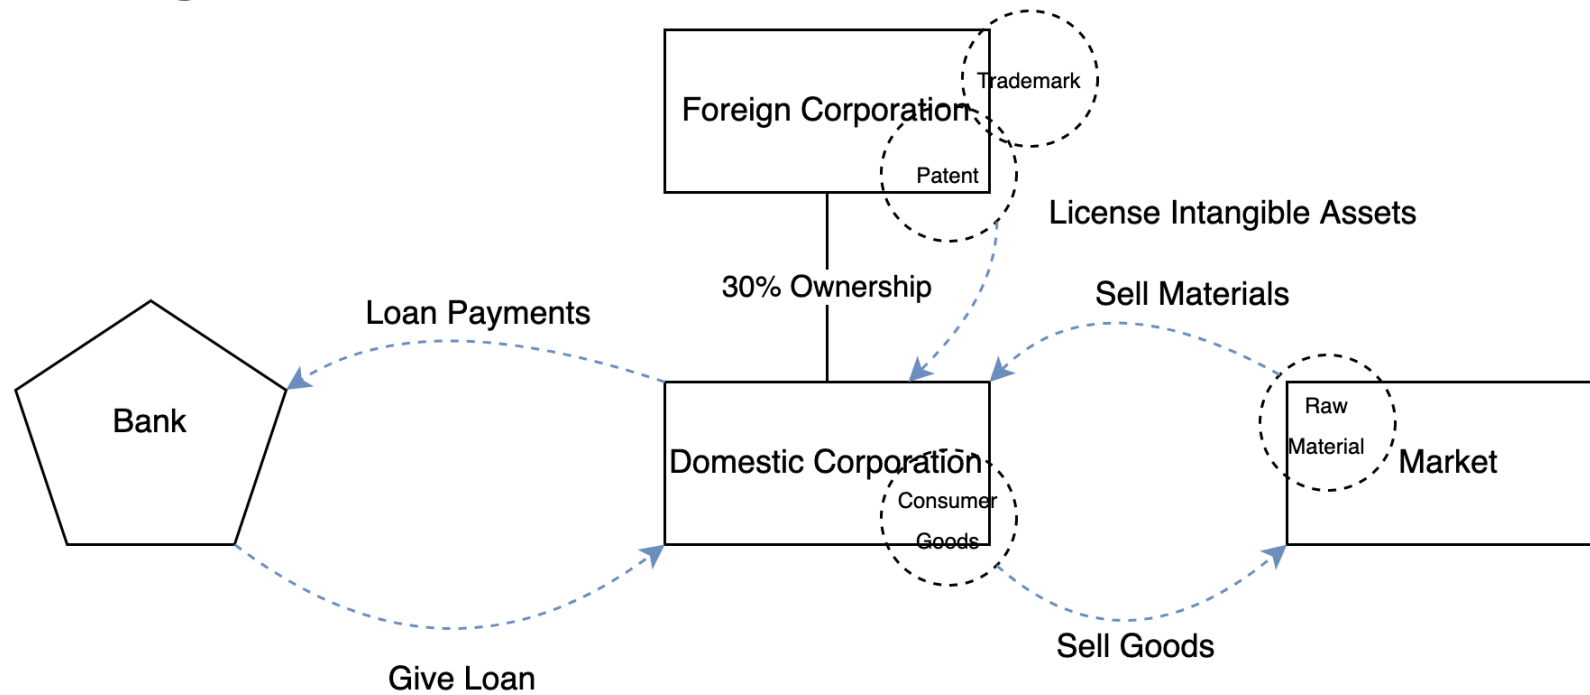 Trademark
Foreign Corporation
Patent
License Intangible Assets
30% Ownership
Sell Materials
Loan Payments
Bank
Raw
Material
Market
Domestic Corporation
Consumer
Goods
Sell Goods
Give Loan